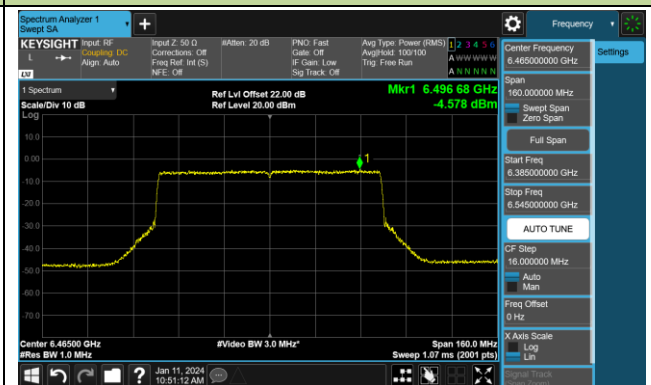 Spectrum Analyzer 1
Swept SA
Frequency
KEYSIGHT
L
Input: RF
Coupling: DC
Align: Auto
Input Z: 50 Ω
Corrections: Off
Freq Ref: Int (S)
NFE: Off
#Atten: 20 dB
PNO: Fast
Gate: Off
IF Gain: Low
Sig Track: Off
Avg Type: Power (RMS)
Avg|Hold: 100/100
Trig: Free Run
1 2 3 4 5 6
A W W W W W
A N N N N N
1 Spectrum
Scale/Div 10 dB
Log
Ref Lvl Offset 22.00 dB
Ref Level 20.00 dBm
Mkr1 6.496 68 GHz
-4.578 dBm
10.0
0.00
-10.0
-20.0
-30.0
-40.0
-50.0
-60.0
-70.0
1
Center 6.46500 GHz
#Res BW 1.0 MHz
#Video BW 3.0 MHz*
Span 160.0 MHz
Sweep 1.07 ms (2001 pts)
Jan 11, 2024
10:51:12 AM
Center Frequency
6.465000000 GHz
Settings
Span
160.000000 MHz
Swept Span
Zero Span
Full Span
Start Freq
6.385000000 GHz
Stop Freq
6.545000000 GHz
AUTO TUNE
CF Step
16.000000 MHz
Auto
Man
Freq Offset
0 Hz
X Axis Scale
Log
Lin
Signal Track